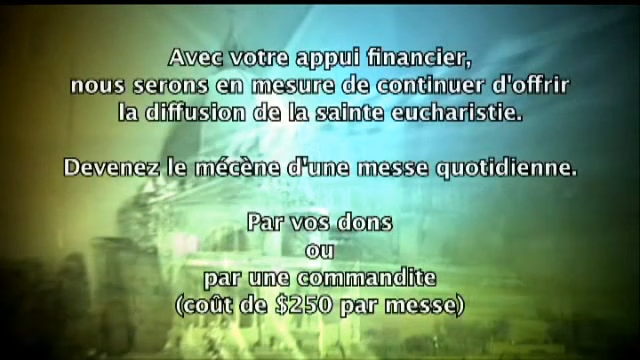 Avec votre appui financier,
nous serons en mesure de continuer d'offrir
la diffusion de la sainte eucharistie.
Devenez le mécène d'une messe quotidienne.
Par vos dons
ou
par une commandite
(coût de $250 par messe)